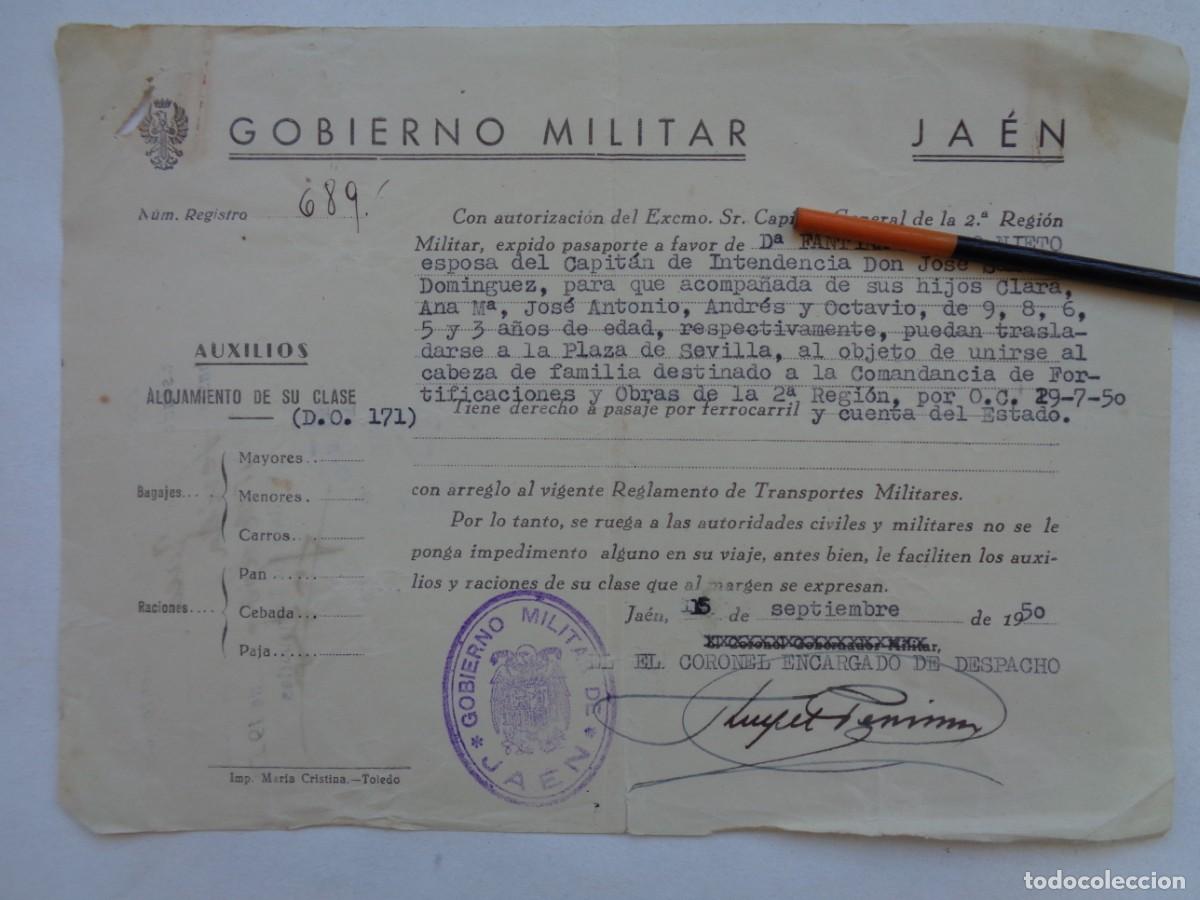 GOBIERNO MILITAR JAÉN
Núm. Registro 689.
Con autorización del Excmo. Sr. General de la 2.ª Región
Militar, expido pasaporte a favor de Dª NIETO
esposa del Capitán de Intendencia Don José
Dominguez, para que acompañada de sus hijos Clara,
Ana Mª, José Antonio, Andrés y Octavio, de 9, 8, 6,
5 y 3 años de edad, respectivamente, puedan trasla-
darse a la Plaza de Sevilla, al objeto de unirse al
cabeza de familia destinado a la Comandancia de For-
tificaciones y Obras de la 2ª Región, por O.C. 29-7-50
Tiene derecho a pasaje por ferrocarril y cuenta del Estado.
con arreglo al vigente Reglamento de Transportes Militares.
Por lo tanto, se ruega a las autoridades civiles y militares no se le
ponga impedimento alguno en su viaje, antes bien, le faciliten los auxi-
lios y raciones de su clase que al margen se expresan.
Jaén, 15 de septiembre de 1950
El Coronel Gobernador Militar,
EL CORONEL ENCARGADO DE DESPACHO
AUXILIOS
ALOJAMIENTO DE SU CLASE
(D.O. 171)
Bagajes....
Mayores..
Menores.
Carros..
Raciones....
Pan ......
Cebada..
Paja....
GOBIERNO MILITAR DE
* JAEN *
Imp. María Cristina.—Toledo
todocoleccion